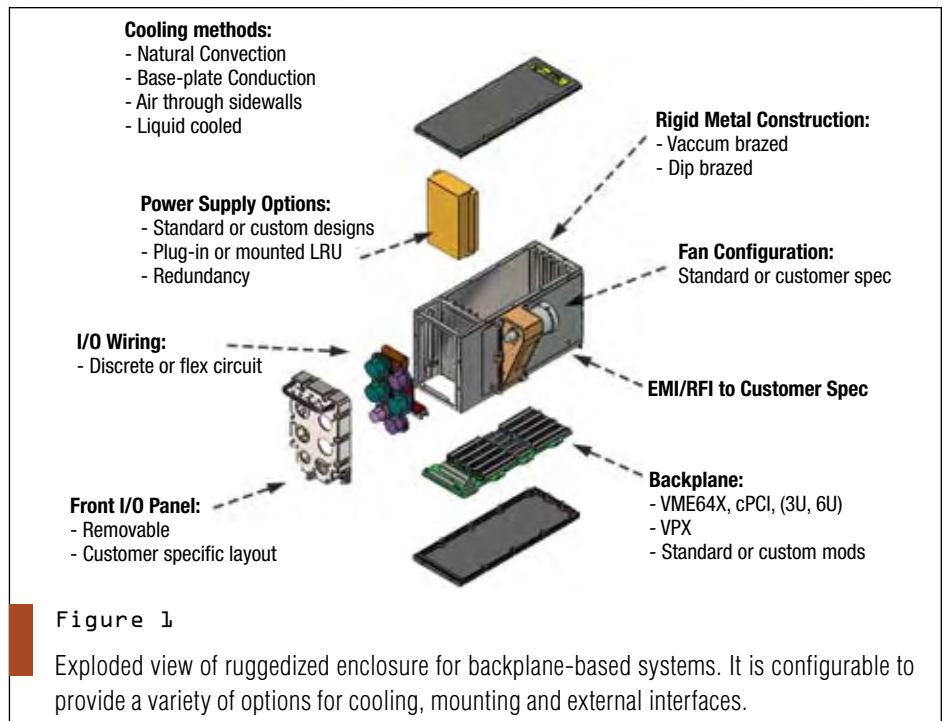 Cooling methods:
- Natural Convection
- Base-plate Conduction
- Air through sidewalls
- Liquid cooled
Rigid Metal Construction:
- Vaccum brazed
- Dip brazed
Power Supply Options:
- Standard or custom designs
- Plug-in or mounted LRU
- Redundancy
Fan Configuration:
Standard or customer spec
I/O Wiring:
- Discrete or flex circuit
EMI/RFI to Customer Spec
Front I/O Panel:
- Removable
- Customer specific layout
Backplane:
- VME64X, cPCI, (3U, 6U)
- VPX
- Standard or custom mods
Figure 1
Exploded view of ruggedized enclosure for backplane-based systems. It is configurable to
provide a variety of options for cooling, mounting and external interfaces.